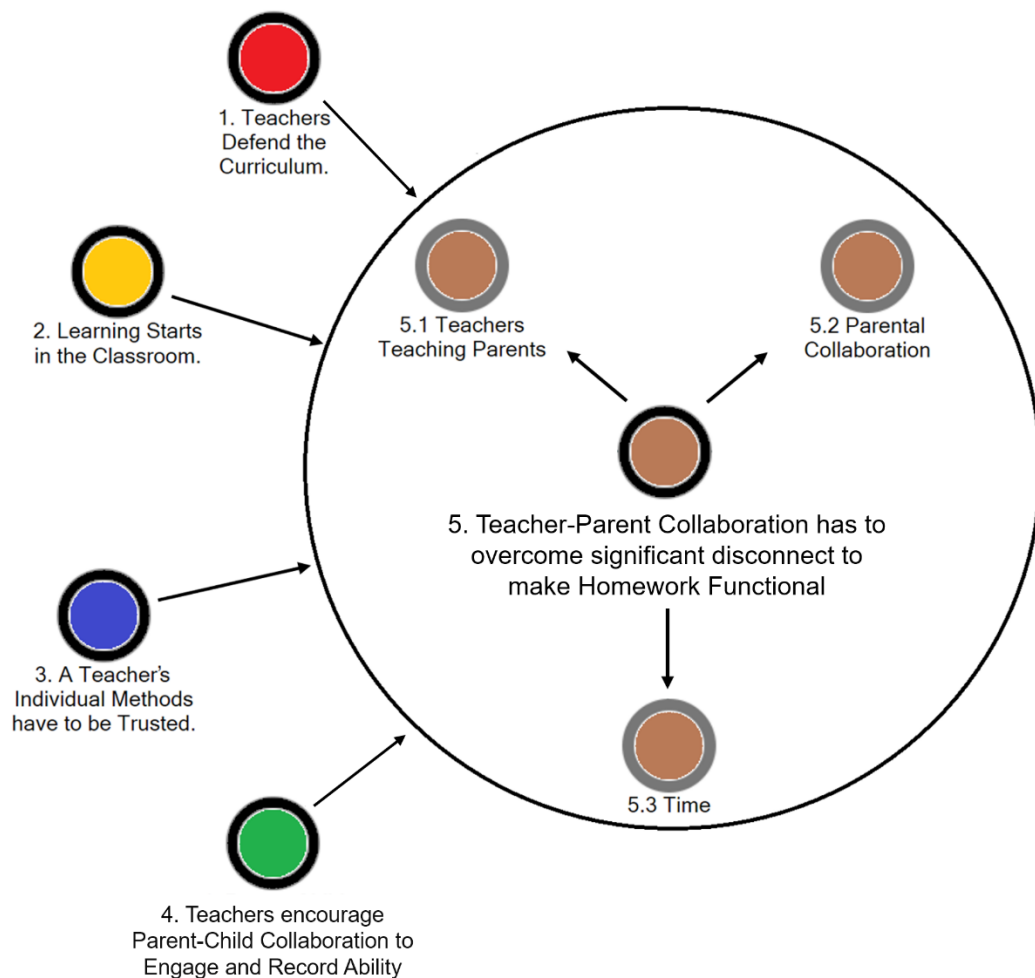 1. Teachers
Defend the
Curriculum.
2. Learning Starts
in the Classroom.
5.1 Teachers
Teaching Parents
5.2 Parental
Collaboration
5. Teacher-Parent Collaboration has to
overcome significant disconnect to
make Homework Functional
3. A Teacher's
Individual Methods
have to be Trusted.
5.3 Time
4. Teachers encourage
Parent-Child Collaboration to
Engage and Record Ability